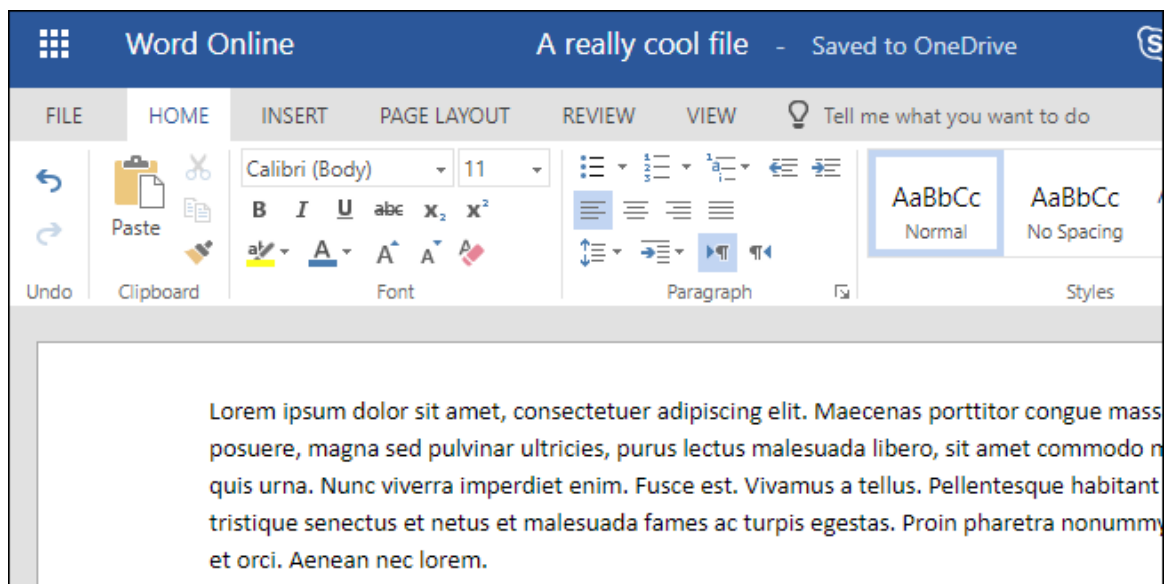 Word Online A really cool file - Saved to OneDrive
FILE HOME INSERT PAGE LAYOUT REVIEW VIEW Tell me what you want to do
Calibri (Body) 11
Paste
B I U abc x₂ x²
AaBbCc AaBbCc
Normal No Spacing
Undo Clipboard Font Paragraph Styles
Lorem ipsum dolor sit amet, consectetuer adipiscing elit. Maecenas porttitor congue mass
posuere, magna sed pulvinar ultricies, purus lectus malesuada libero, sit amet commodo
quis urna. Nunc viverra imperdiet enim. Fusce est. Vivamus a tellus. Pellentesque habitant
tristique senectus et netus et malesuada fames ac turpis egestas. Proin pharetra nonummy
et orci. Aenean nec lorem.